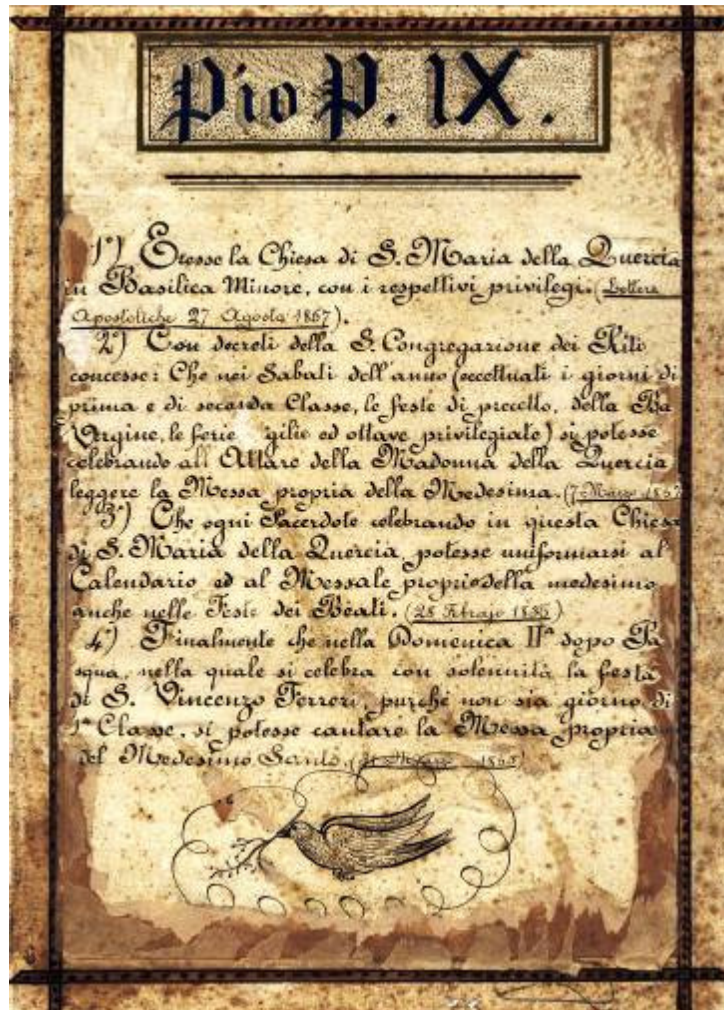 Pio P. IX.
1°) Eresse la Chiesa di S. Maria della Quercia
in Basilica Minore, con i respettivi privilegi. (Lettere
Apostoliche 27 Agosto 1867).
2°) Con decreti della S. Congregazione dei Riti
concesse: Che nei Sabati dell'anno (eccettuati i giorni di
prima e di seconda Classe, le feste di precetto, della Ba
Vergine, le ferie gilie ed ottave privilegiate) si potesse
celebrando all Altare della Madonna della Quercia
leggere la Messa propria della Medesima. (7 Marzo
3°) Che ogni Sacerdote celebrando in questa Chiesa
di S. Maria della Quercia, potesse uniformarsi al
Calendario ed al Messale proprio della medesimo
anche nelle Feste dei Beati. (28
4°) Finalmente che nella Domenica IIª dopo Pa
squa, nella quale si celebra con solennità la festa
di S. Vincenzo Ferreri, purché non sia giorno di
1ª Classe, si potesse cantare la Messa propria
del Medesimo Santo.